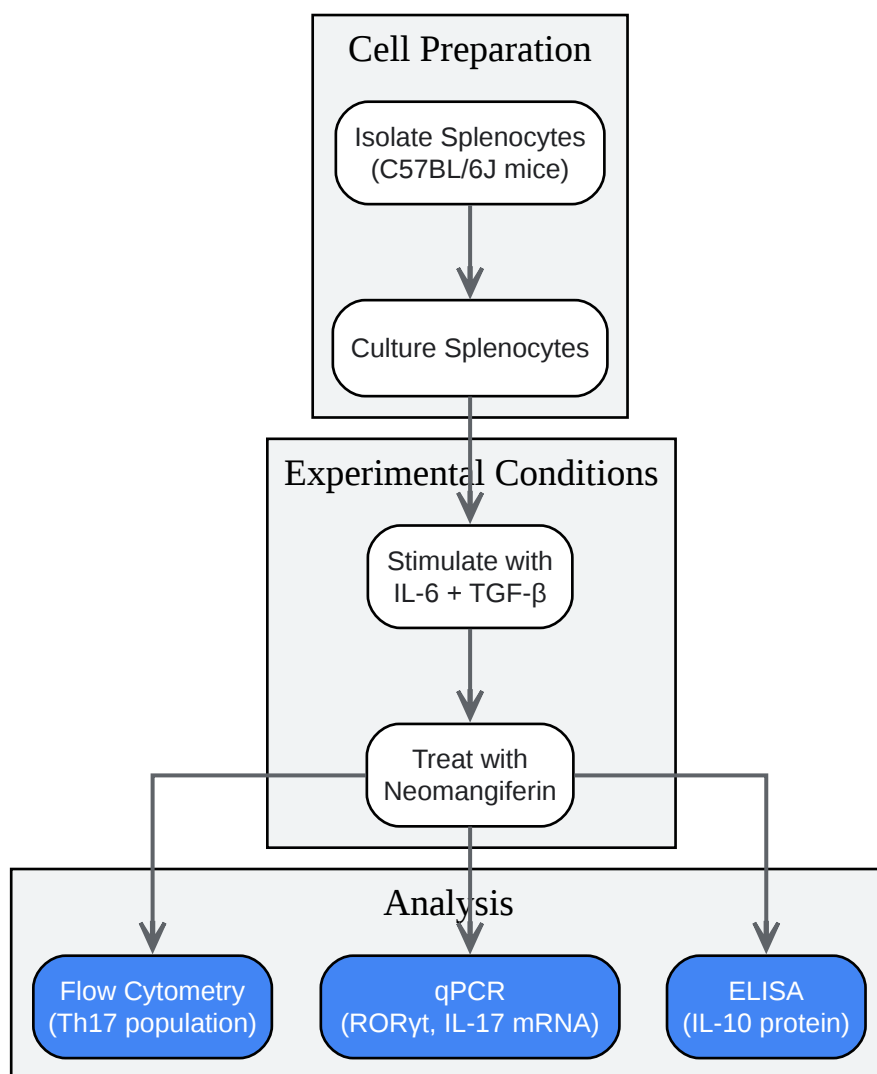 Cell Preparation
Isolate Splenocytes
(C57BL/6J mice)
Culture Splenocytes
Experimental Conditions
Stimulate with
IL-6 + TGF-β
Treat with
Neomangiferin
Analysis
Flow Cytometry
(Th17 population)
qPCR
(RORγt, IL-17 mRNA)
ELISA
(IL-10 protein)